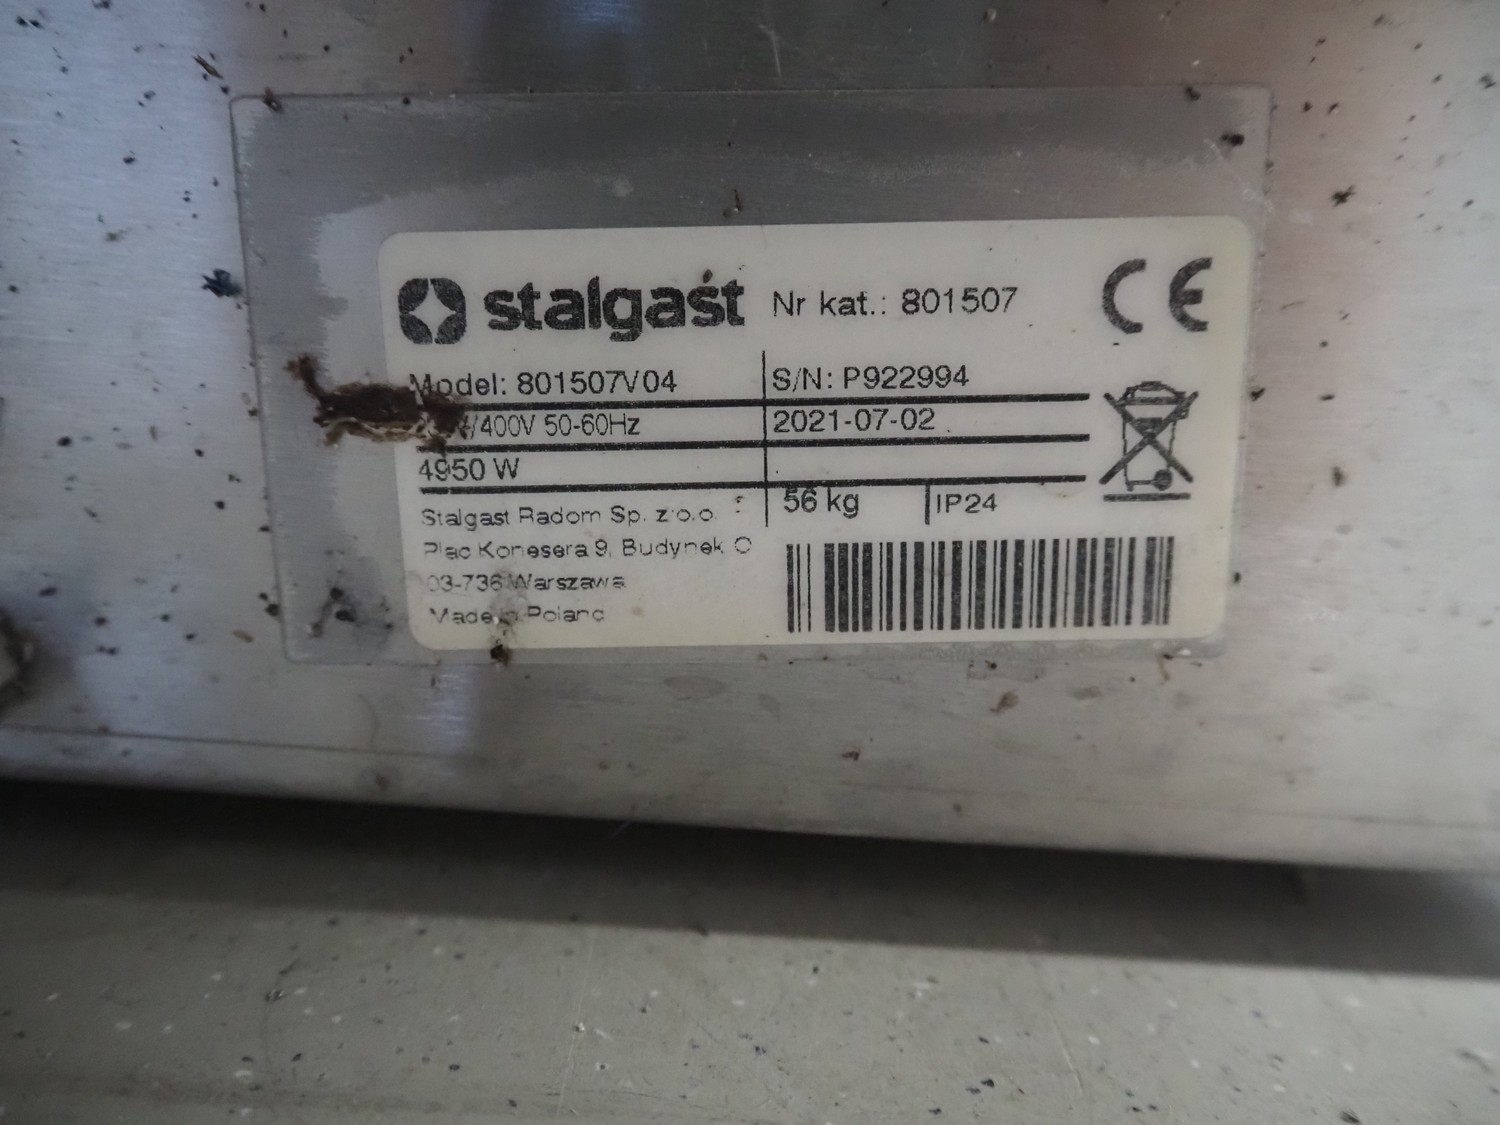 stalgast Nr kat.: 801507 CE
Model: 801507V04 S/N: P922994
/400V 50-60Hz 2021-07-02
4950 W
56 kg IP24
Stalgast Radom Sp. z o.o.
Plac Konesera 9, Budynek
03-736 Warszawa
Made in Poland